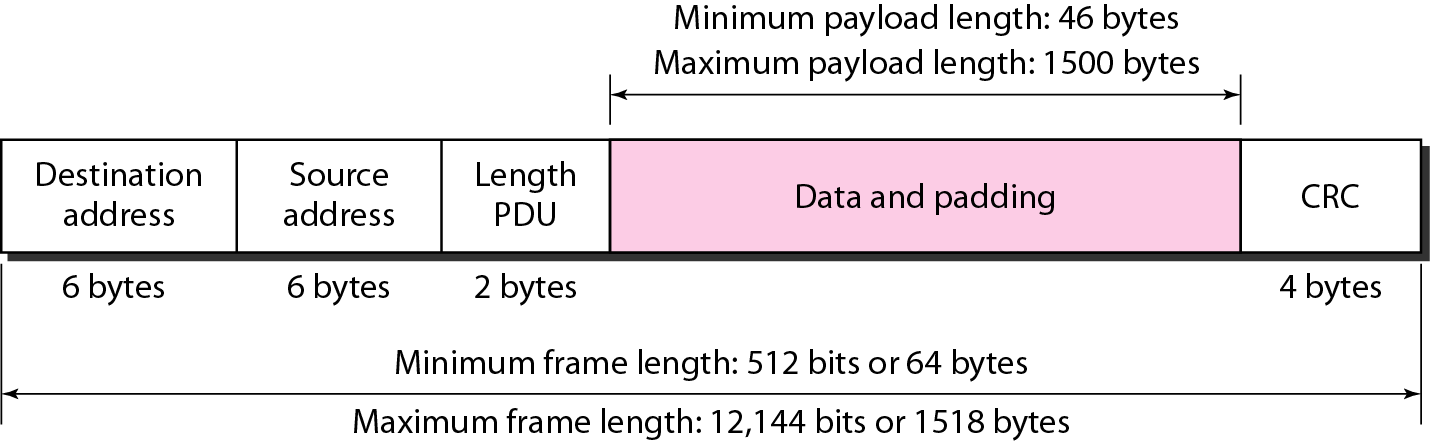 Minimum payload length: 46 bytes
Maximum payload length: 1500 bytes
Destination
address
Source
address
Length
PDU
Data and padding
CRC
6 bytes
6 bytes
2 bytes
4 bytes
Minimum frame length: 512 bits or 64 bytes
Maximum frame length: 12,144 bits or 1518 bytes